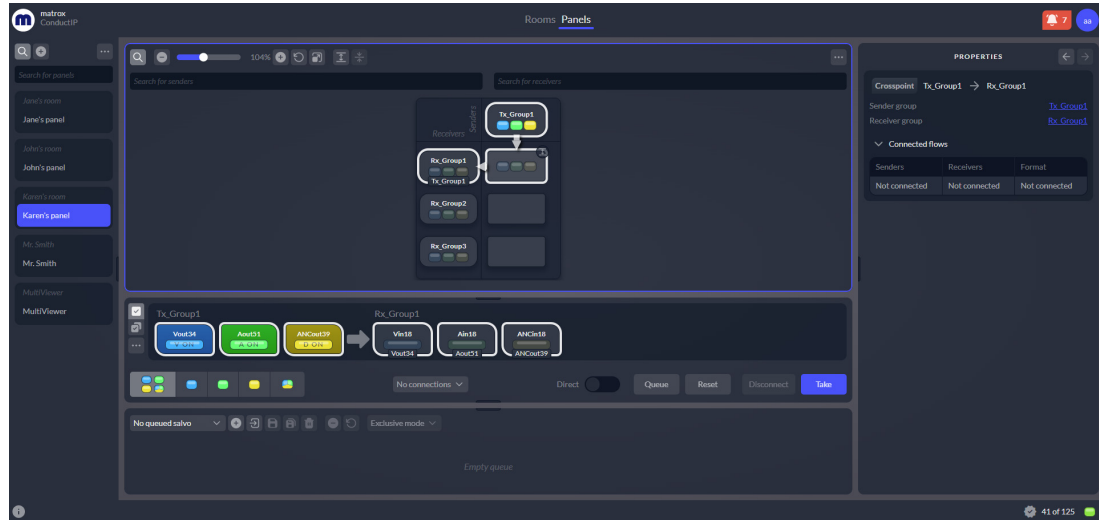 matrox
ConductIP
Rooms Panels
7
aa
Search for panels
Jane's room
Jane's panel
John's room
John's panel
Karen's room
Karen's panel
Mr. Smith
Mr. Smith
MultiViewer
MultiViewer
104%
Search for senders
Search for receivers
Senders
Receivers
Tx_Group1
Rx_Group1
Tx_Group1
Rx_Group2
Rx_Group3
Tx_Group1
Rx_Group1
Vout34
V ON
Aout51
A ON
ANCout39
D ON
Vin18
Vout34
Ain18
Aout51
ANCin18
ANCout39
No connections
Direct
Queue
Reset
Disconnect
Take
No queued salvo
Exclusive mode
Empty queue
PROPERTIES
Crosspoint Tx_Group1 → Rx_Group1
Sender group Tx_Group1
Receiver group Rx_Group1
Connected flows
Senders Receivers Format
Not connected Not connected Not connected
41 of 125